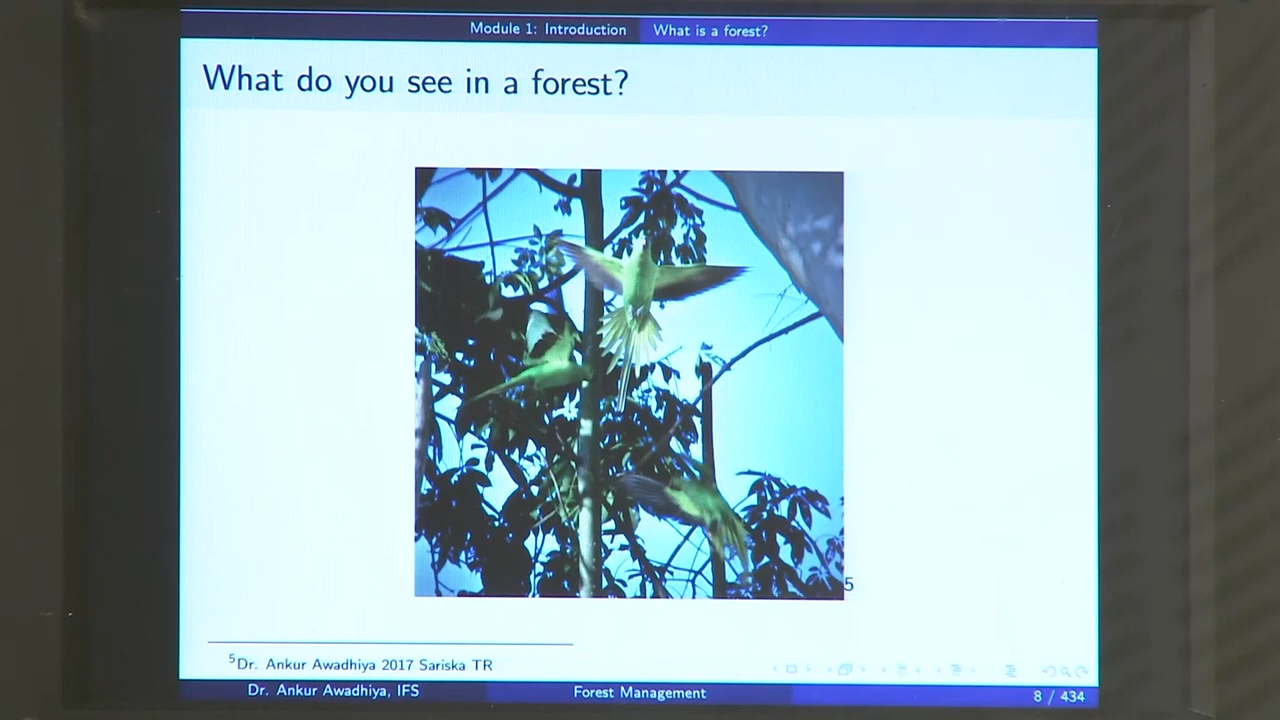 Module 1: Introduction What is a forest?
What do you see in a forest?
5
5Dr. Ankur Awadhiya 2017 Sariska TR
Dr. Ankur Awadhiya, IFS Forest Management 8 / 434